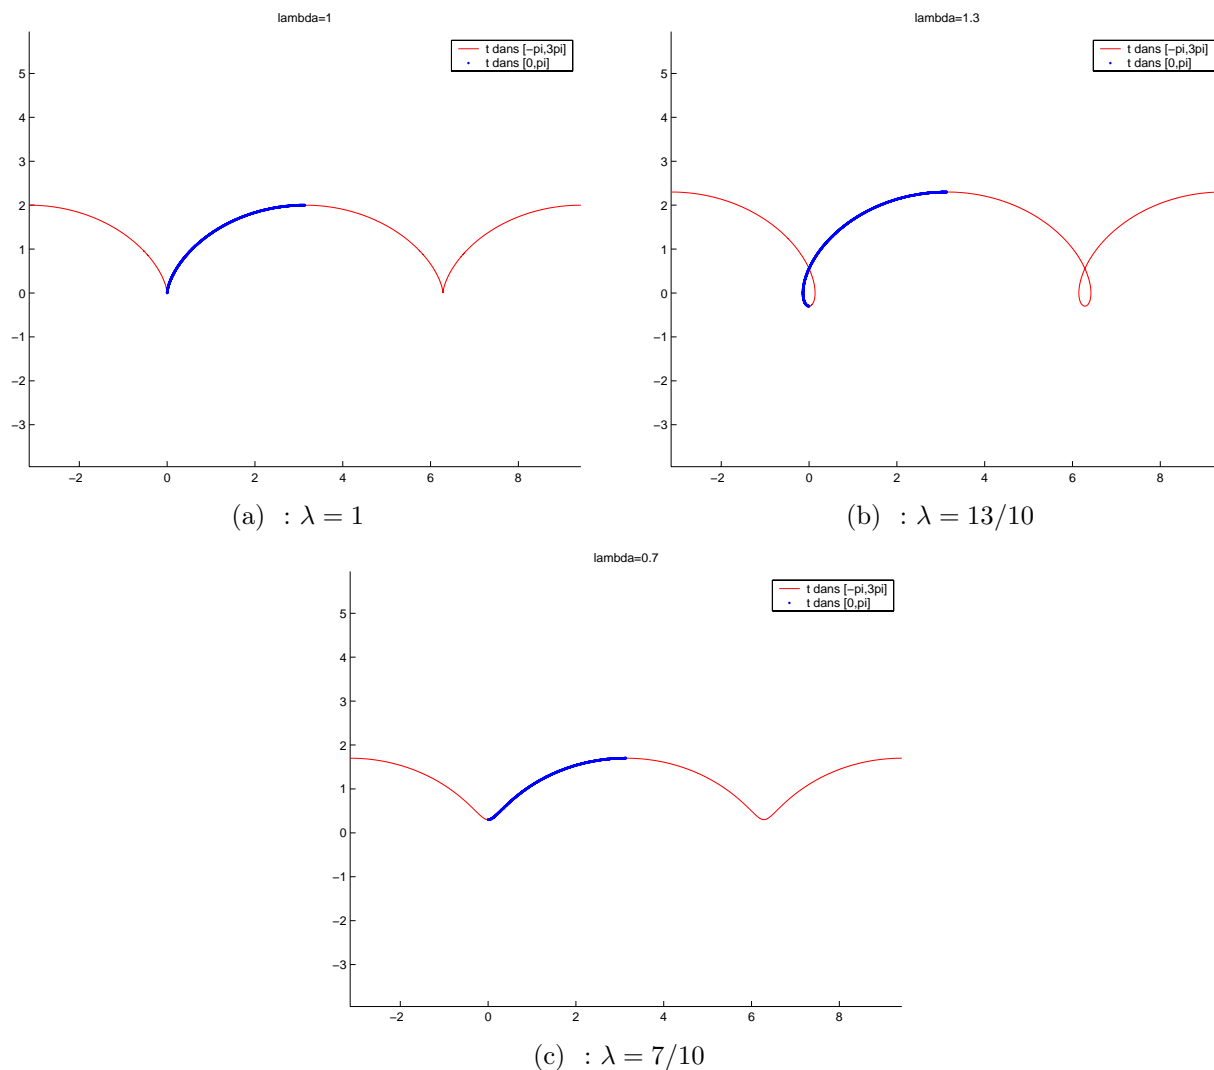 lambda=1
t dans [-pi,3pi]
t dans [0,pi]
5
4
3
2
1
0
−1
−2
−3
−2 0 2 4 6 8
(a) : λ = 1
lambda=1.3
t dans [-pi,3pi]
t dans [0,pi]
5
4
3
2
1
0
−1
−2
−3
−2 0 2 4 6 8
(b) : λ = 13/10
lambda=0.7
t dans [-pi,3pi]
t dans [0,pi]
5
4
3
2
1
0
−1
−2
−3
−2 0 2 4 6 8
(c) : λ = 7/10